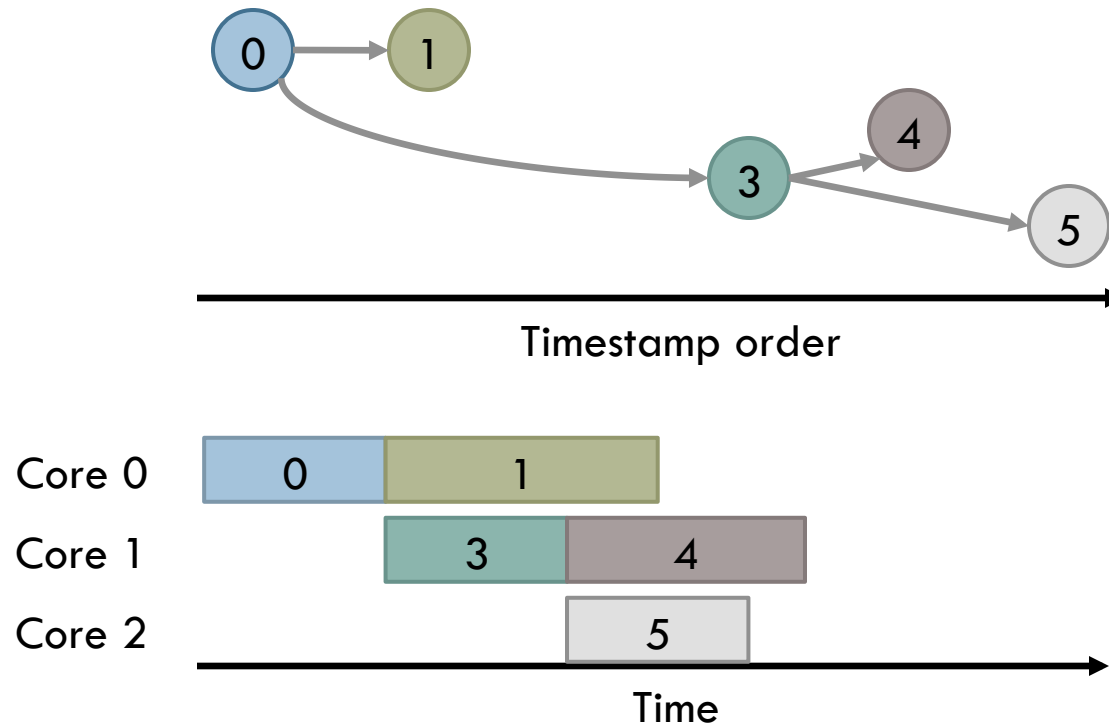 0 1
4
3
5
Timestamp order
Core 0 0 1
Core 1 3 4
Core 2 5
Time